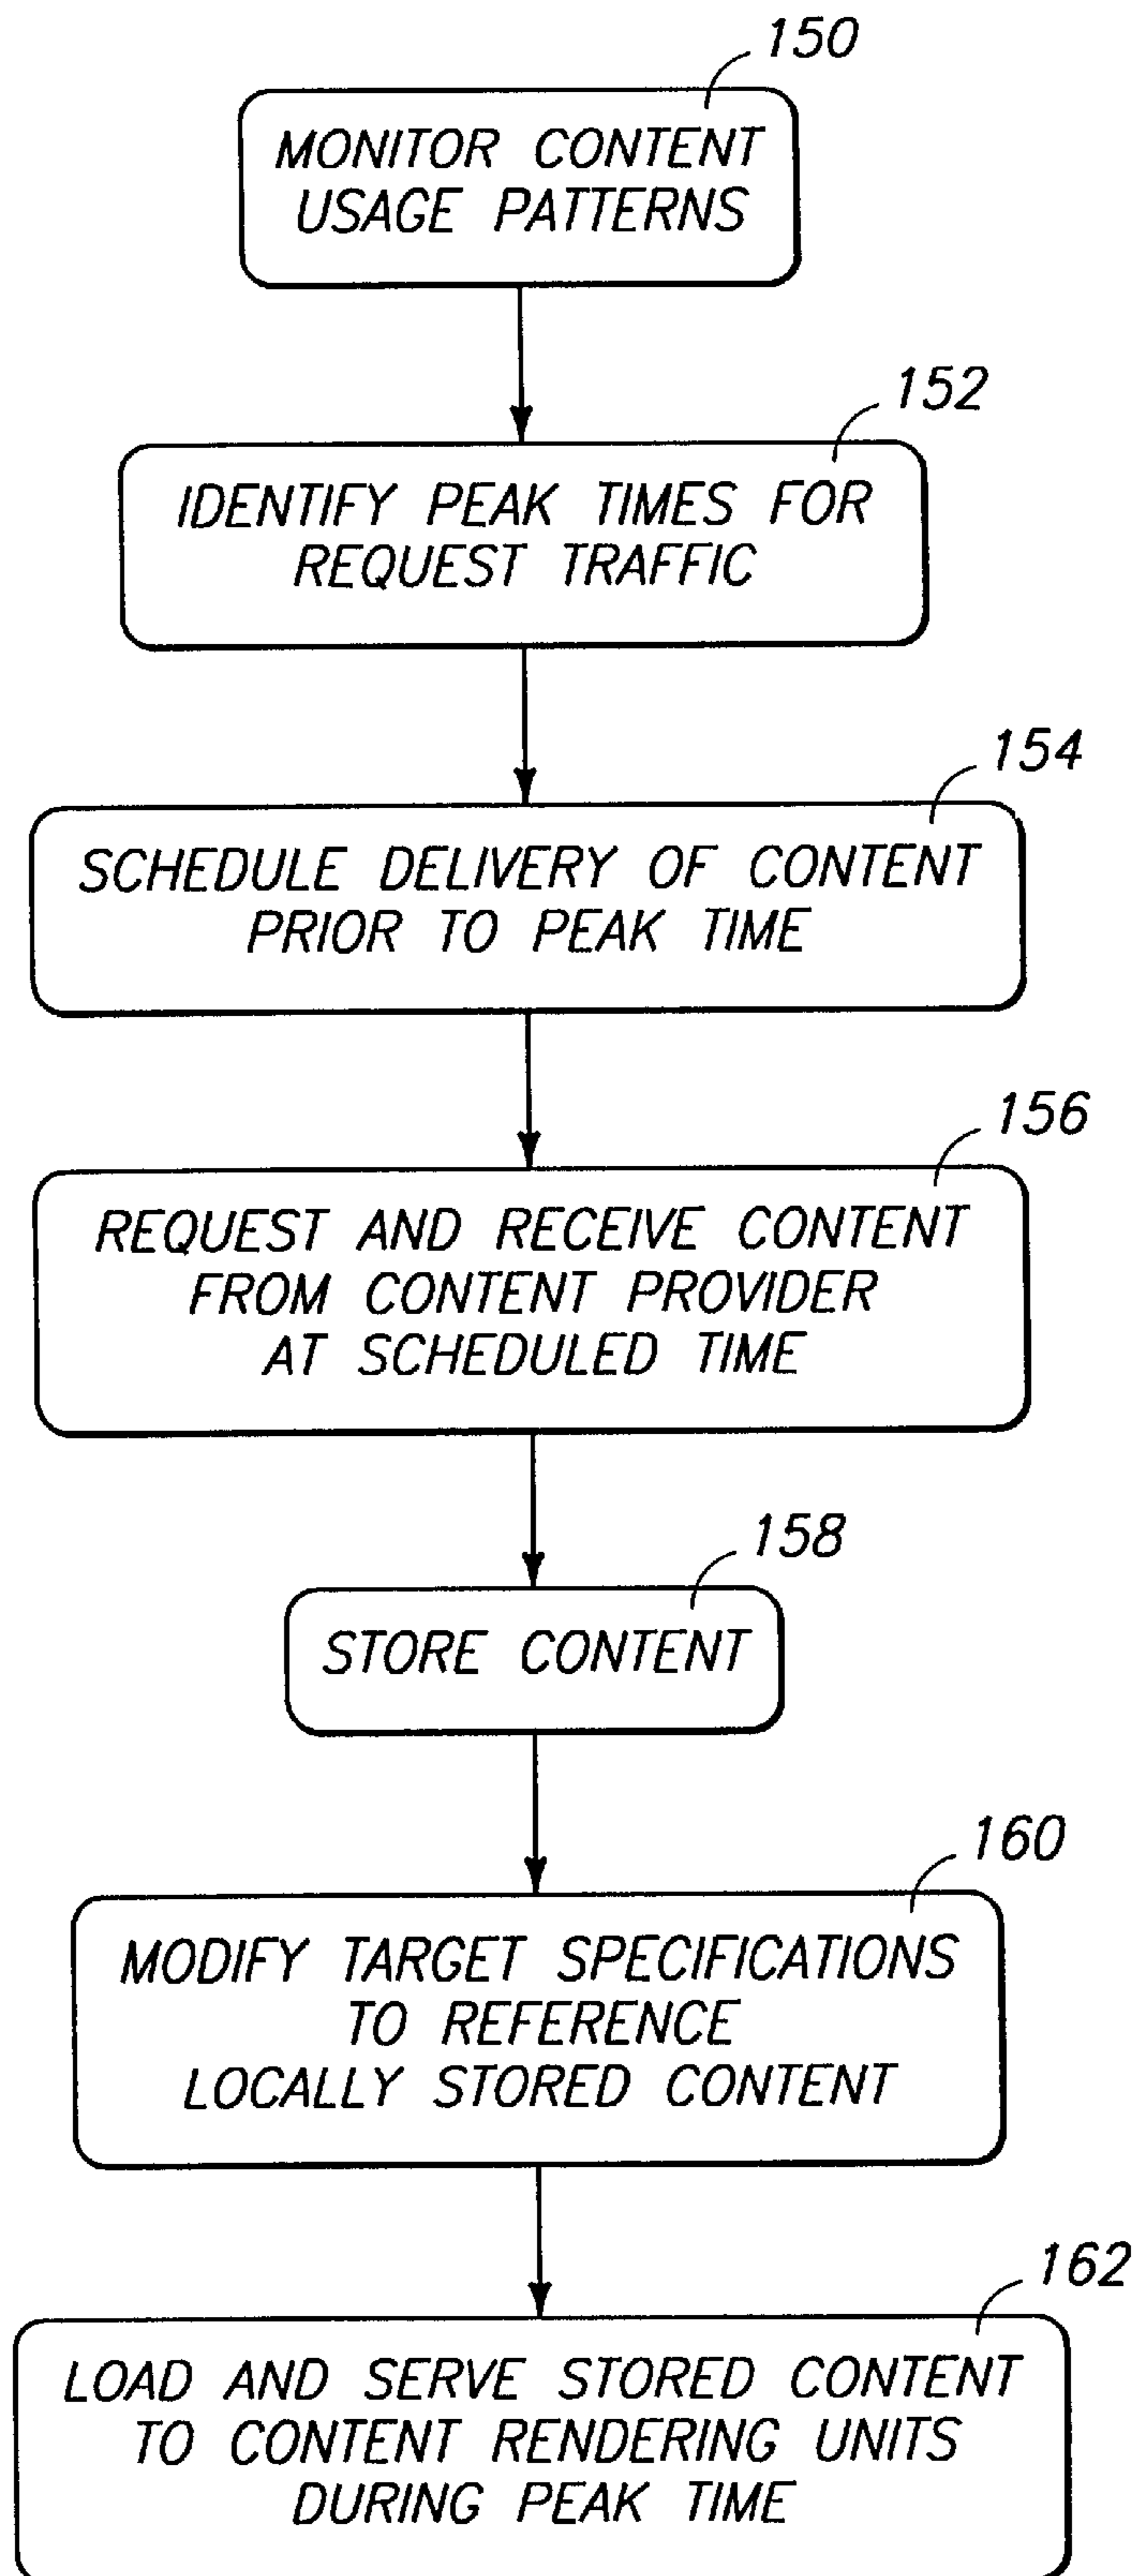 150
MONITOR CONTENT
USAGE PATTERNS
152
IDENTIFY PEAK TIMES FOR
REQUEST TRAFFIC
154
SCHEDULE DELIVERY OF CONTENT
PRIOR TO PEAK TIME
156
REQUEST AND RECEIVE CONTENT
FROM CONTENT PROVIDER
AT SCHEDULED TIME
158
STORE CONTENT
160
MODIFY TARGET SPECIFICATIONS
TO REFERENCE
LOCALLY STORED CONTENT
162
LOAD AND SERVE STORED CONTENT
TO CONTENT RENDERING UNITS
DURING PEAK TIME